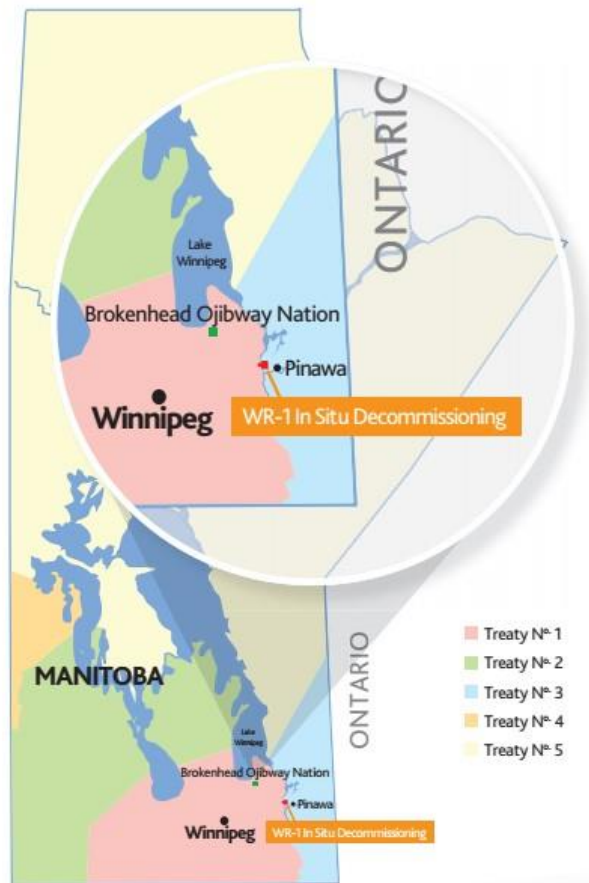 ONTARIO
Lake
Winnipeg
Brokenhead Ojibway Nation
Pinawa
Winnipeg
WR-1 In Situ Decommissioning
ONTARIO
Treaty Nº 1
Treaty Nº 2
Treaty Nº 3
Treaty Nº 4
Treaty Nº 5
MANITOBA
Lake
Winnipeg
Brokenhead Ojibway Nation
Pinawa
Winnipeg
WR-1 In Situ Decommissioning